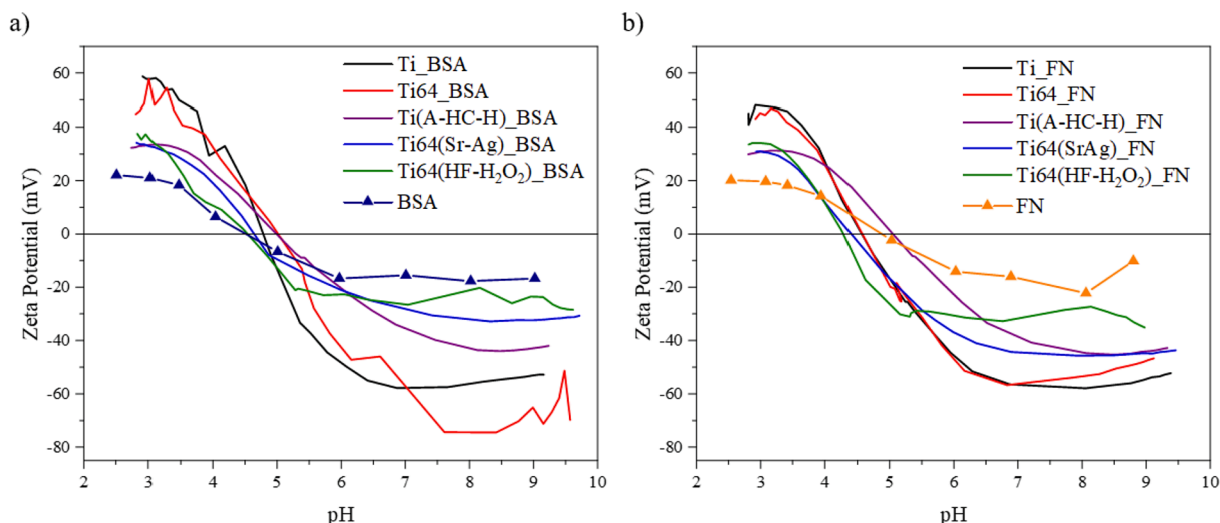 a)
60
40
20
0
-20
-40
-60
-80
Zeta Potential (mV)
2 3 4 5 6 7 8 9 10
pH
Ti_BSA
Ti64_BSA
Ti(A-HC-H)_BSA
Ti64(Sr-Ag)_BSA
Ti64(HF-H₂O₂)_BSA
BSA
b)
60
40
20
0
-20
-40
-60
-80
Zeta Potential (mV)
2 3 4 5 6 7 8 9 10
pH
Ti_FN
Ti64_FN
Ti(A-HC-H)_FN
Ti64(SrAg)_FN
Ti64(HF-H₂O₂)_FN
FN